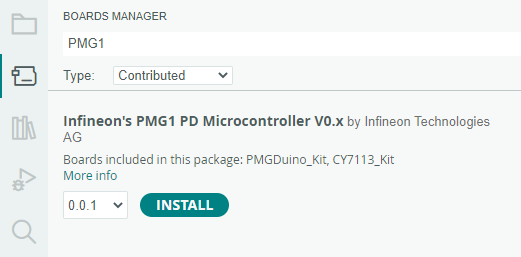 BOARDS MANAGER
PMG1
Type: Contributed
Infineon's PMG1 PD Microcontroller V0.x by Infineon Technologies
AG
Boards included in this package: PMGDuino_Kit, CY7113_Kit
More info
0.0.1 INSTALL